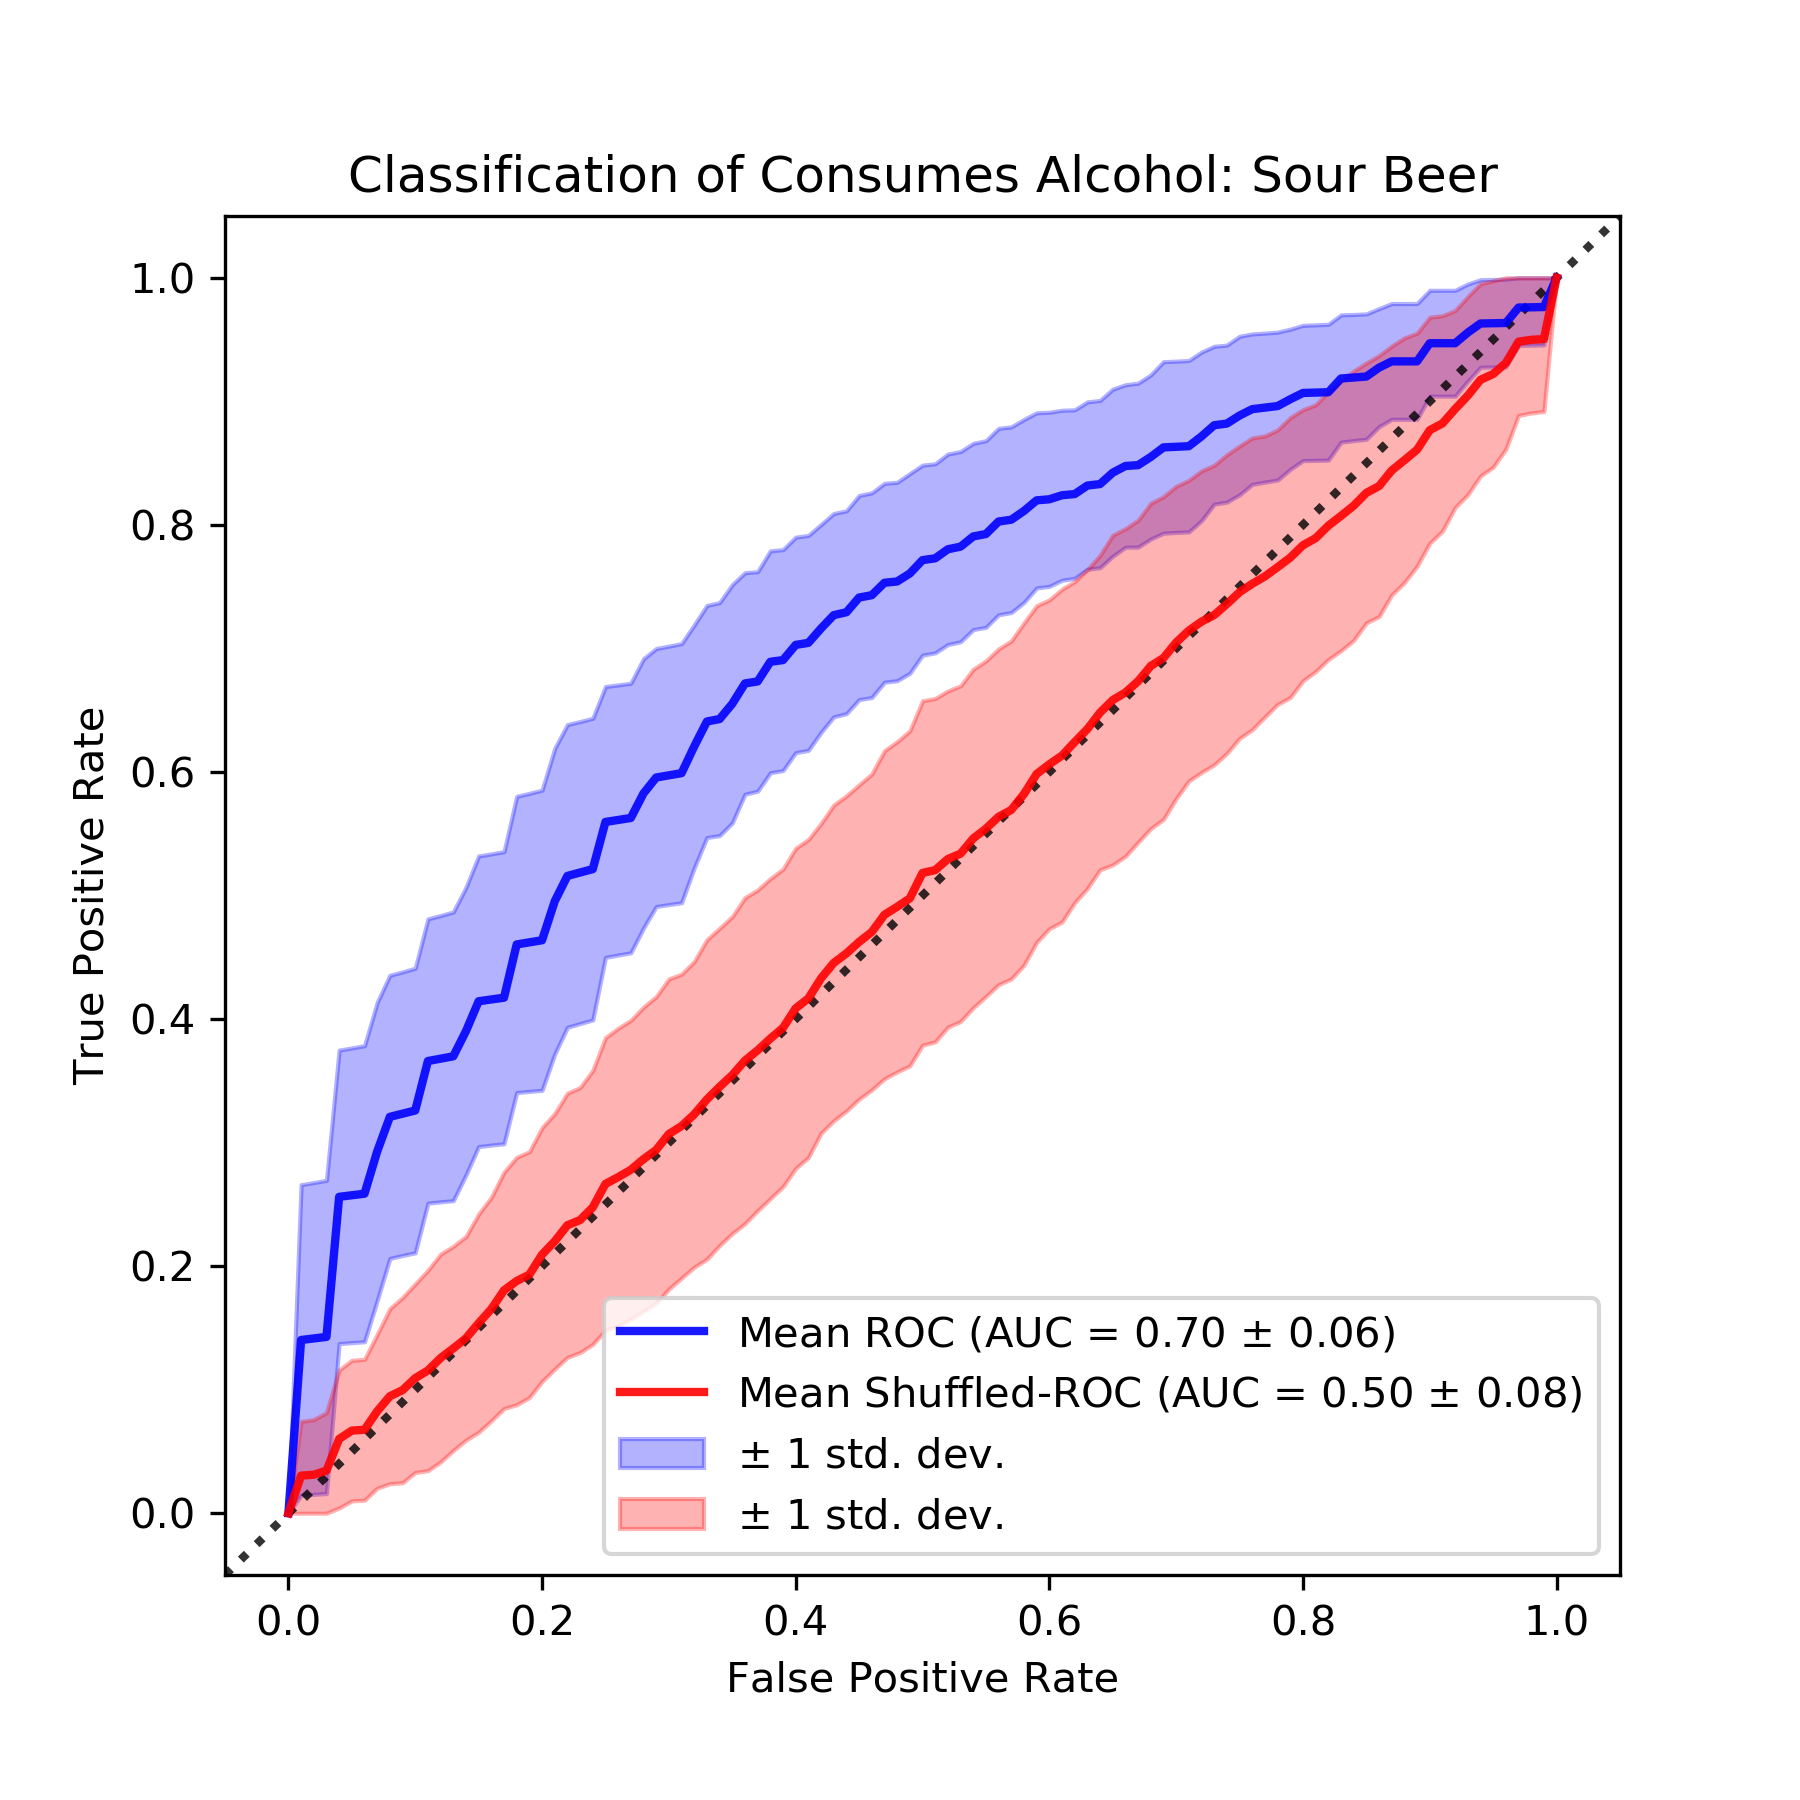 Classification of Consumes Alcohol: Sour Beer
True Positive Rate
1.0
0.8
0.6
0.4
0.2
0.0
Mean ROC (AUC = 0.70 ± 0.06)
Mean Shuffled-ROC (AUC = 0.50 ± 0.08)
± 1 std. dev.
± 1 std. dev.
0.0 0.2 0.4 0.6 0.8 1.0
False Positive Rate